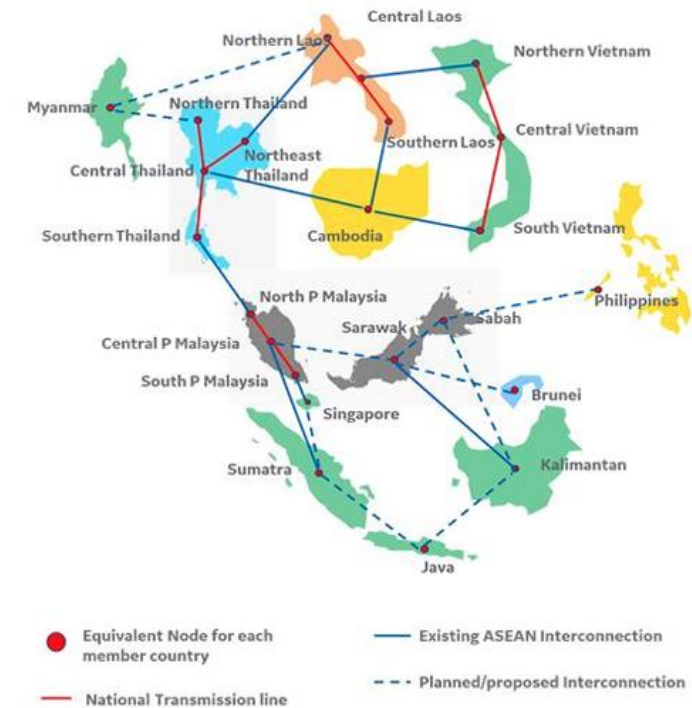 Central Laos
Northern Laos
Northern Vietnam
Myanmar
Northern Thailand
Central Vietnam
Southern Laos
Northeast
Thailand
Central Thailand
Southern Thailand
Cambodia
South Vietnam
North P Malaysia
Philippines
Sarawak
Sabah
Central P Malaysia
South P Malaysia
Brunei
Singapore
Sumatra
Kalimantan
Java
Equivalent Node for each
member country
Existing ASEAN Interconnection
National Transmission line
Planned/proposed Interconnection